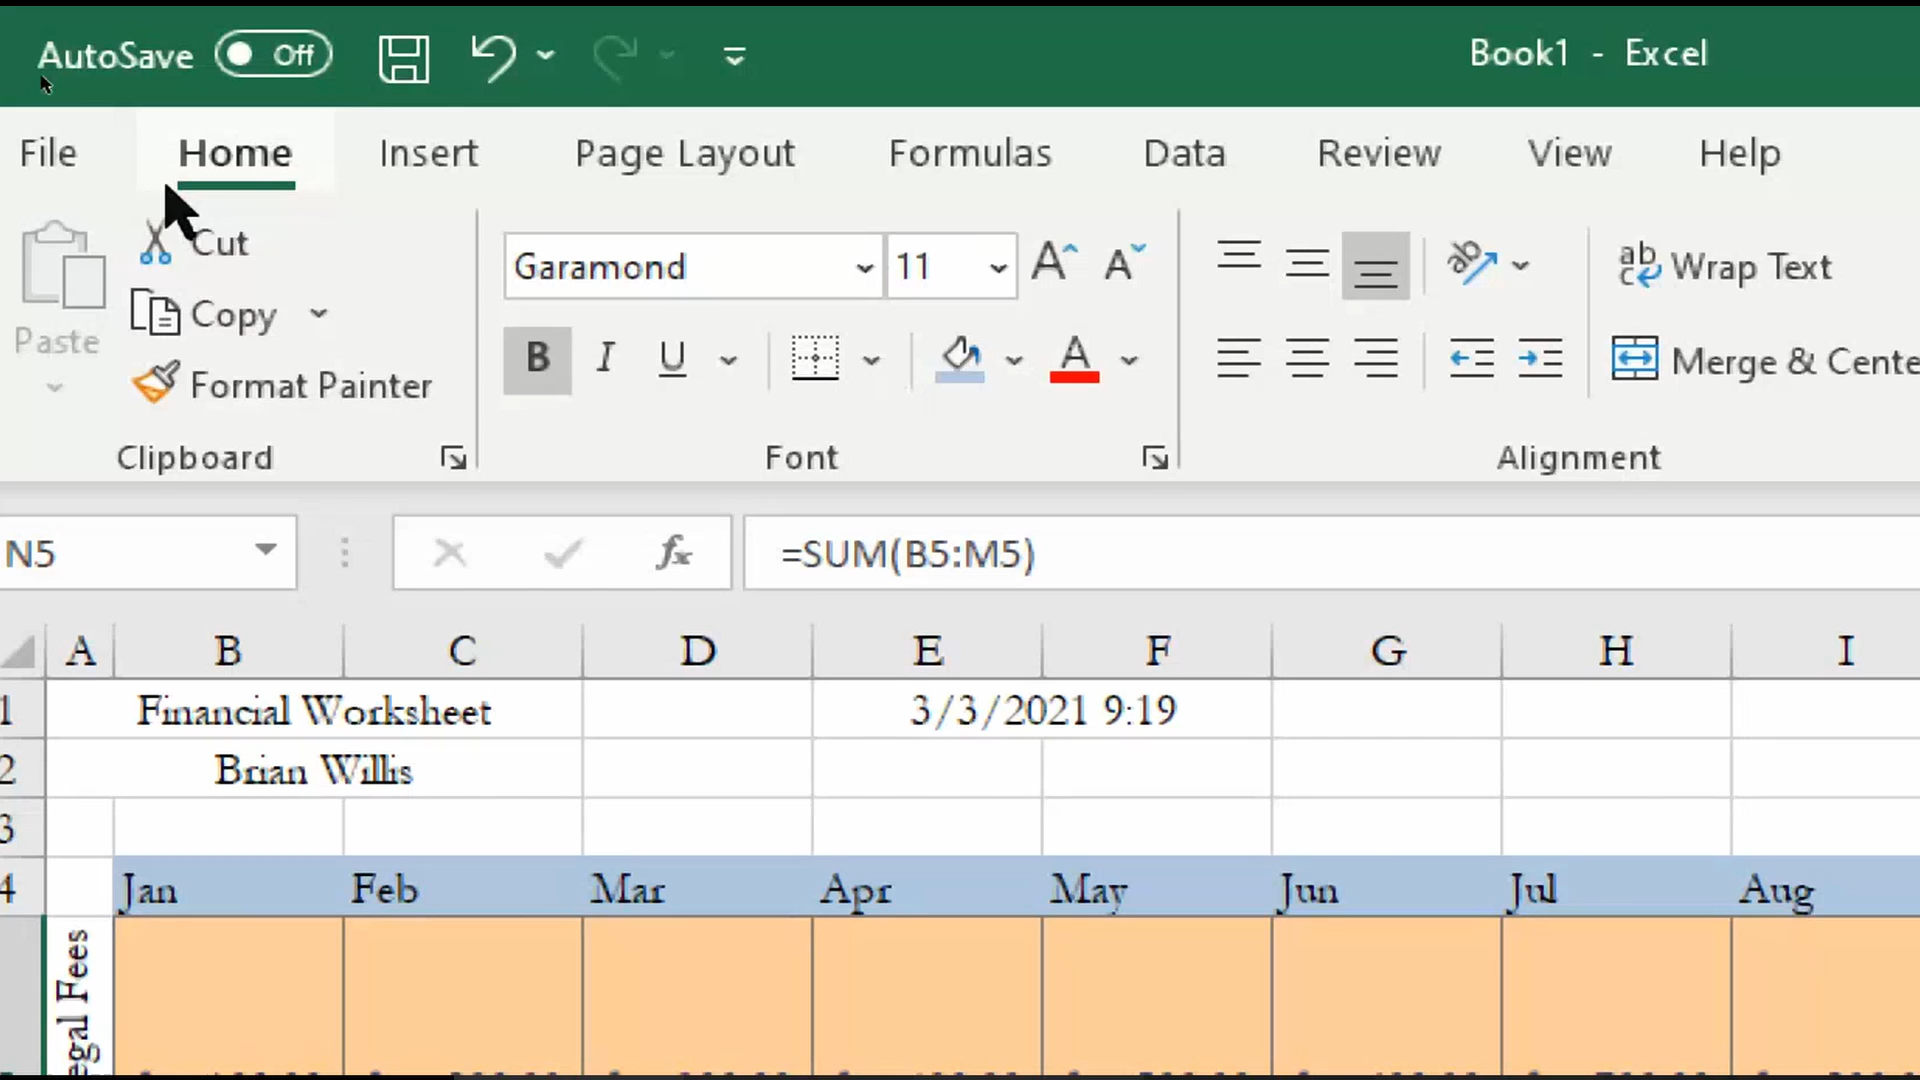 AutoSave Off Book1 - Excel
File Home Insert Page Layout Formulas Data Review View Help
Paste
Cut
Copy
Format Painter
Clipboard
Garamond 11
B I U
Font
ab Wrap Text
Merge & Cente
Alignment
N5 fx =SUM(B5:M5)
A B C D E F G H I
1 Financial Worksheet 3/3/2021 9:19
2 Brian Willis
3
4 Jan Feb Mar Apr May Jun Jul Aug
egal Fees